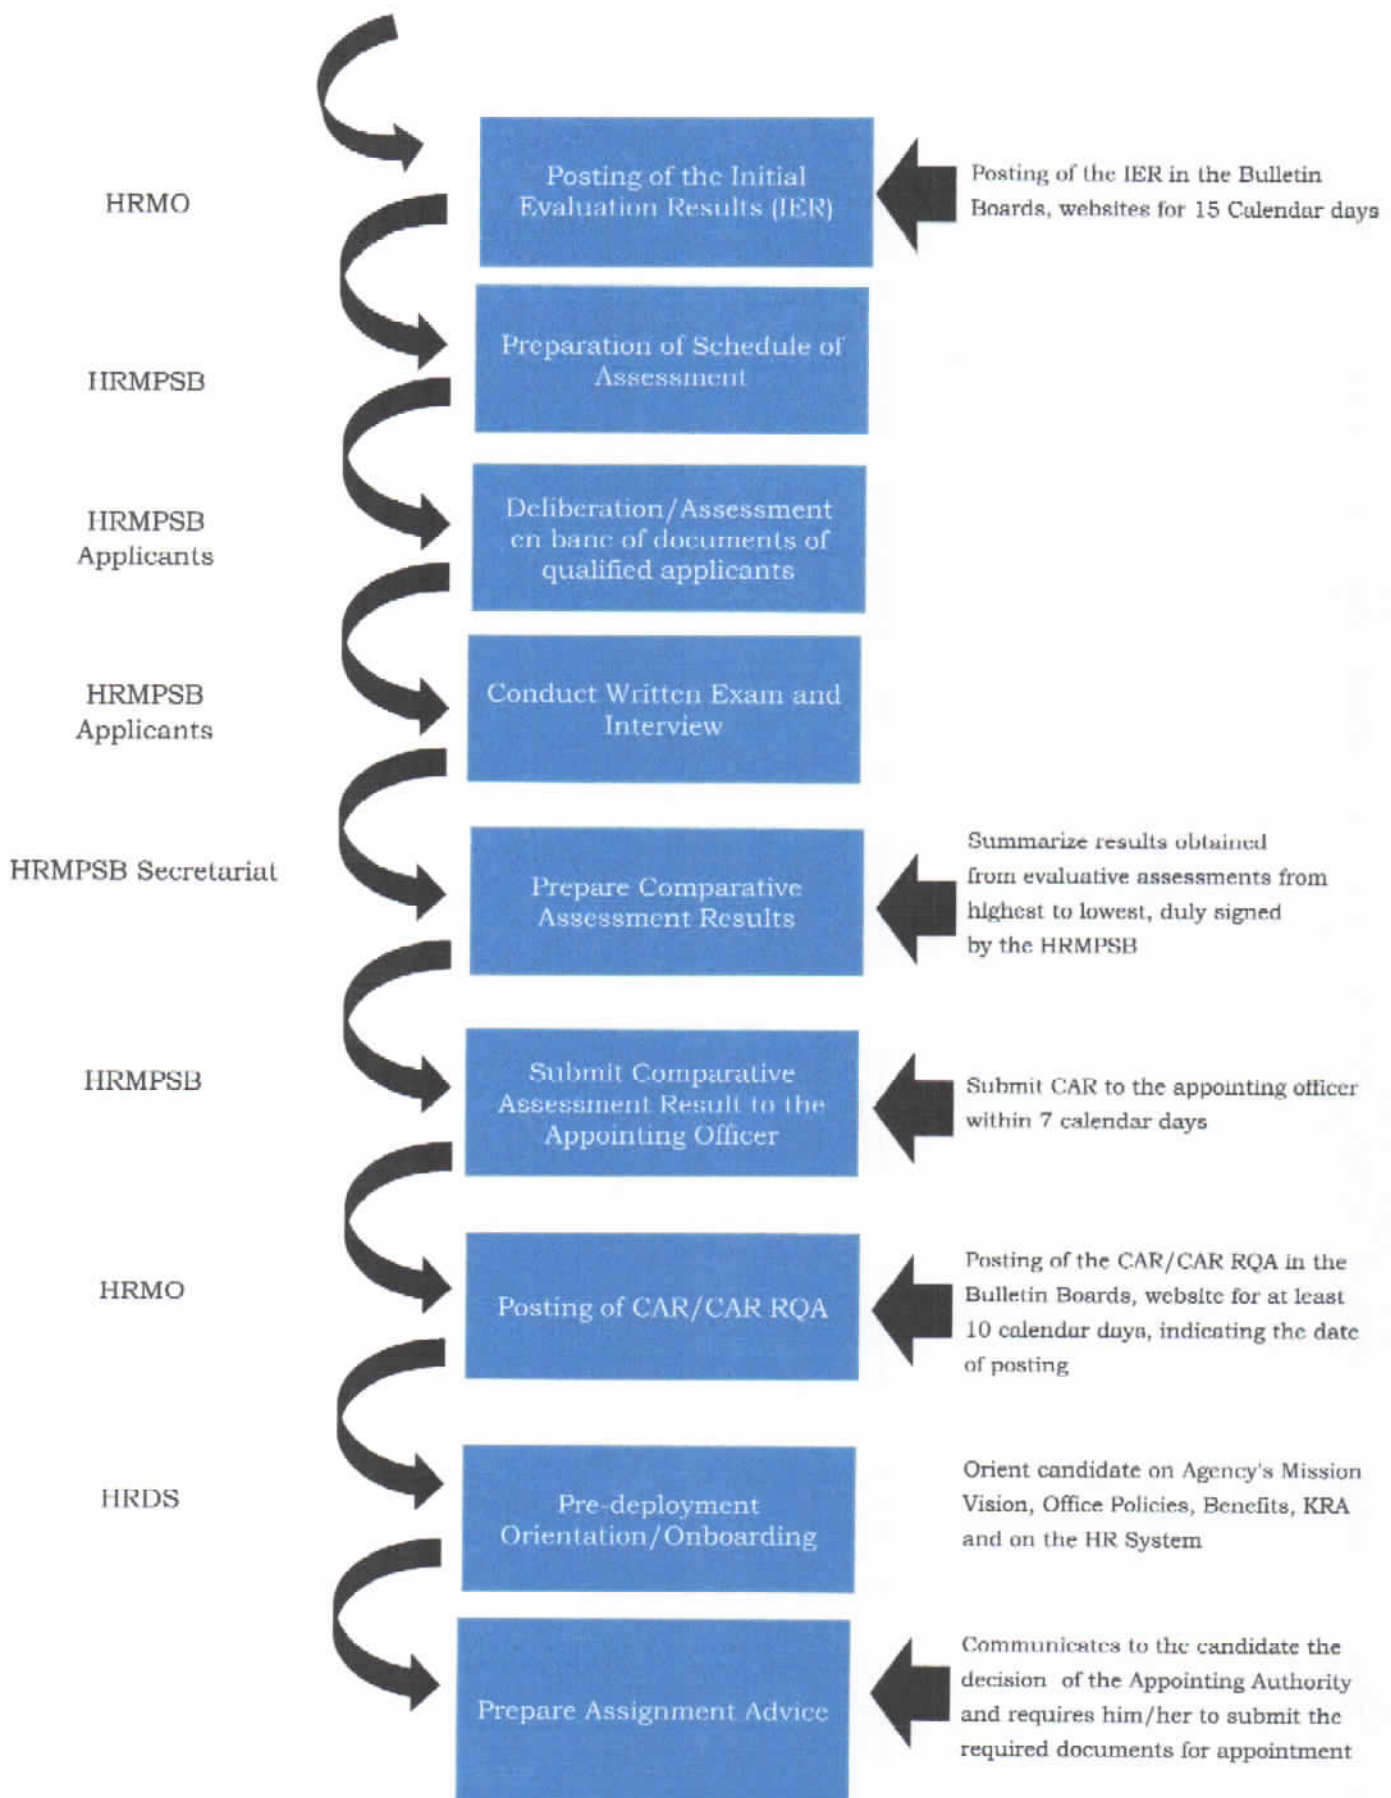 HRMO
Posting of the Initial
Evaluation Results (IER)
Posting of the IER in the Bulletin
Boards, websites for 15 Calendar days
HRMPSB
Preparation of Schedule of
Assessment
HRMPSB
Applicants
Deliberation/Assessment
en banc of documents of
qualified applicants
HRMPSB
Applicants
Conduct Written Exam and
Interview
HRMPSB Secretariat
Prepare Comparative
Assessment Results
Summarize results obtained
from evaluative assessments from
highest to lowest, duly signed
by the HRMPSB
HRMPSB
Submit Comparative
Assessment Result to the
Appointing Officer
Submit CAR to the appointing officer
within 7 calendar days
HRMO
Posting of CAR/CAR RQA
Posting of the CAR/CAR RQA in the
Bulletin Boards, website for at least
10 calendar days, indicating the date
of posting
HRDS
Pre-deployment
Orientation/Onboarding
Orient candidate on Agency's Mission
Vision, Office Policies, Benefits, KRA
and on the HR System
Prepare Assignment Advice
Communicates to the candidate the
decision of the Appointing Authority
and requires him/her to submit the
required documents for appointment